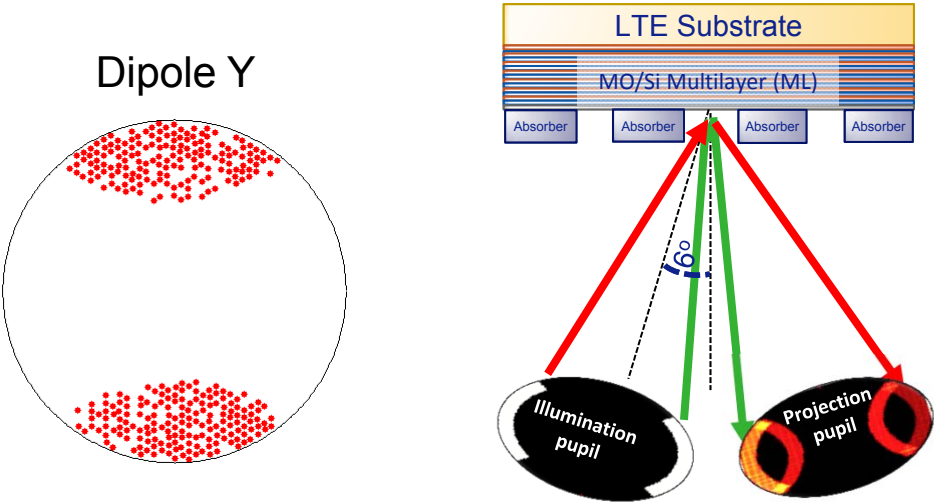 Dipole Y
LTE Substrate
MO/Si Multilayer (ML)
Absorber
Absorber
Absorber
Absorber
6o
Illumination
pupil
Projection
pupil